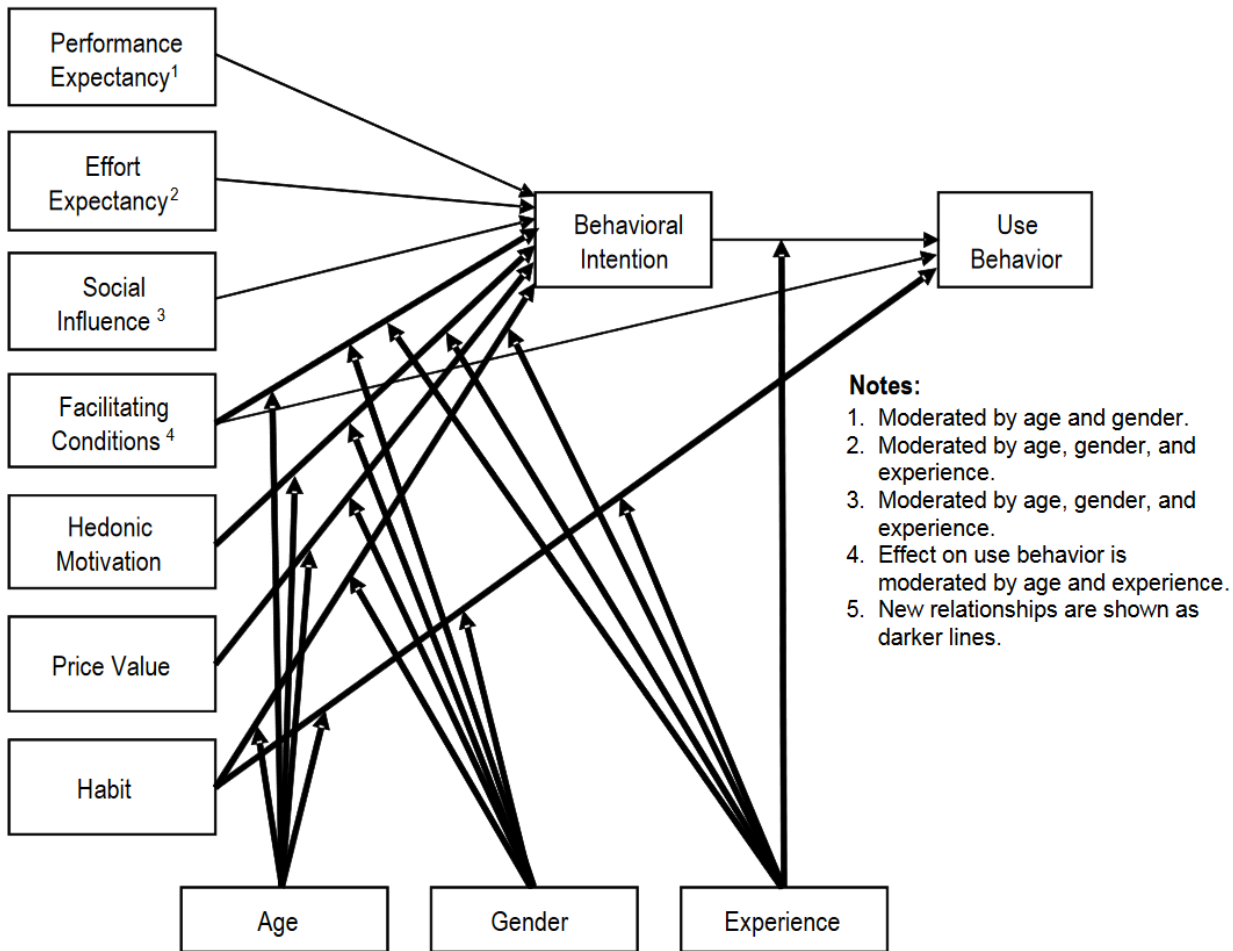 Performance
Expectancy1
Effort
Expectancy2
Social
Influence 3
Facilitating
Conditions 4
Hedonic
Motivation
Price Value
Habit
Behavioral
Intention
Use
Behavior
Notes:
1. Moderated by age and gender.
2. Moderated by age, gender, and
experience.
3. Moderated by age, gender, and
experience.
4. Effect on use behavior is
moderated by age and experience.
5. New relationships are shown as
darker lines.
Age
Gender
Experience